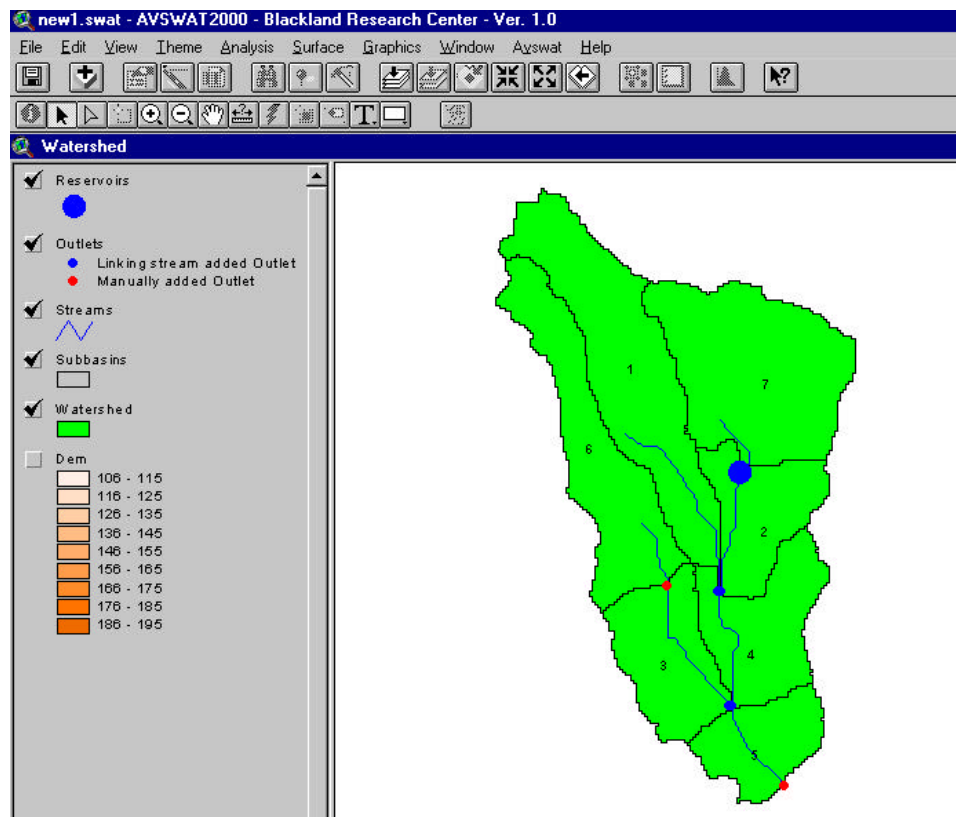 new1.swat - AVSWAT2000 - Blackland Research Center - Ver. 1.0
File Edit View Theme Analysis Surface Graphics Window Avswat Help
T
Watershed
Reservoirs
Outlets
Linking stream added Outlet
Manually added Outlet
Streams
Subbasins
Watershed
Dem
106 - 115
116 - 125
126 - 135
136 - 145
146 - 155
156 - 165
166 - 175
176 - 185
186 - 195
1
7
6
2
4
3
5